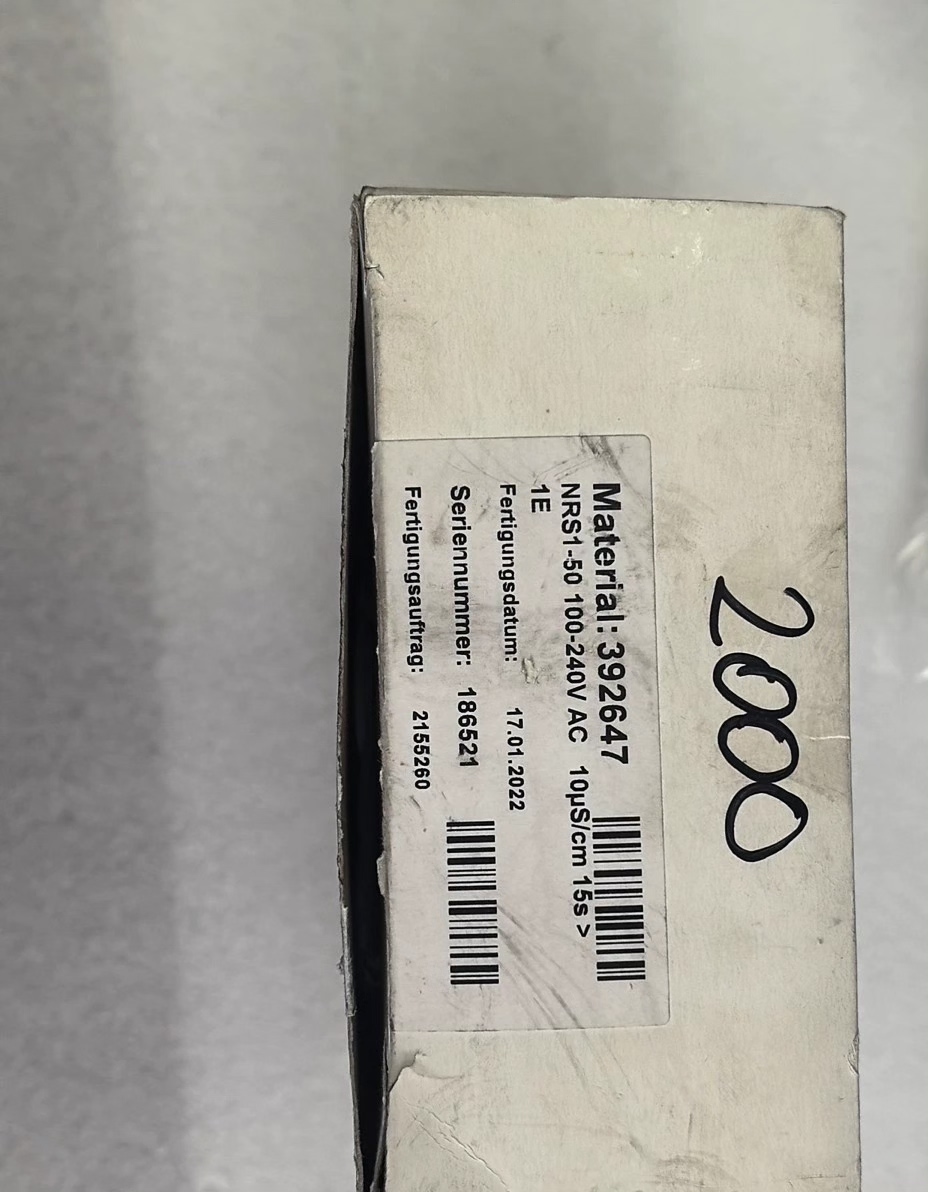 2000
Material: 392647
NRS1-50 100-240V AC 10µS/cm 15s >
1E
Fertigungsdatum: 17.01.2022
Seriennummer: 186521
Fertigungsauftrag: 2155260